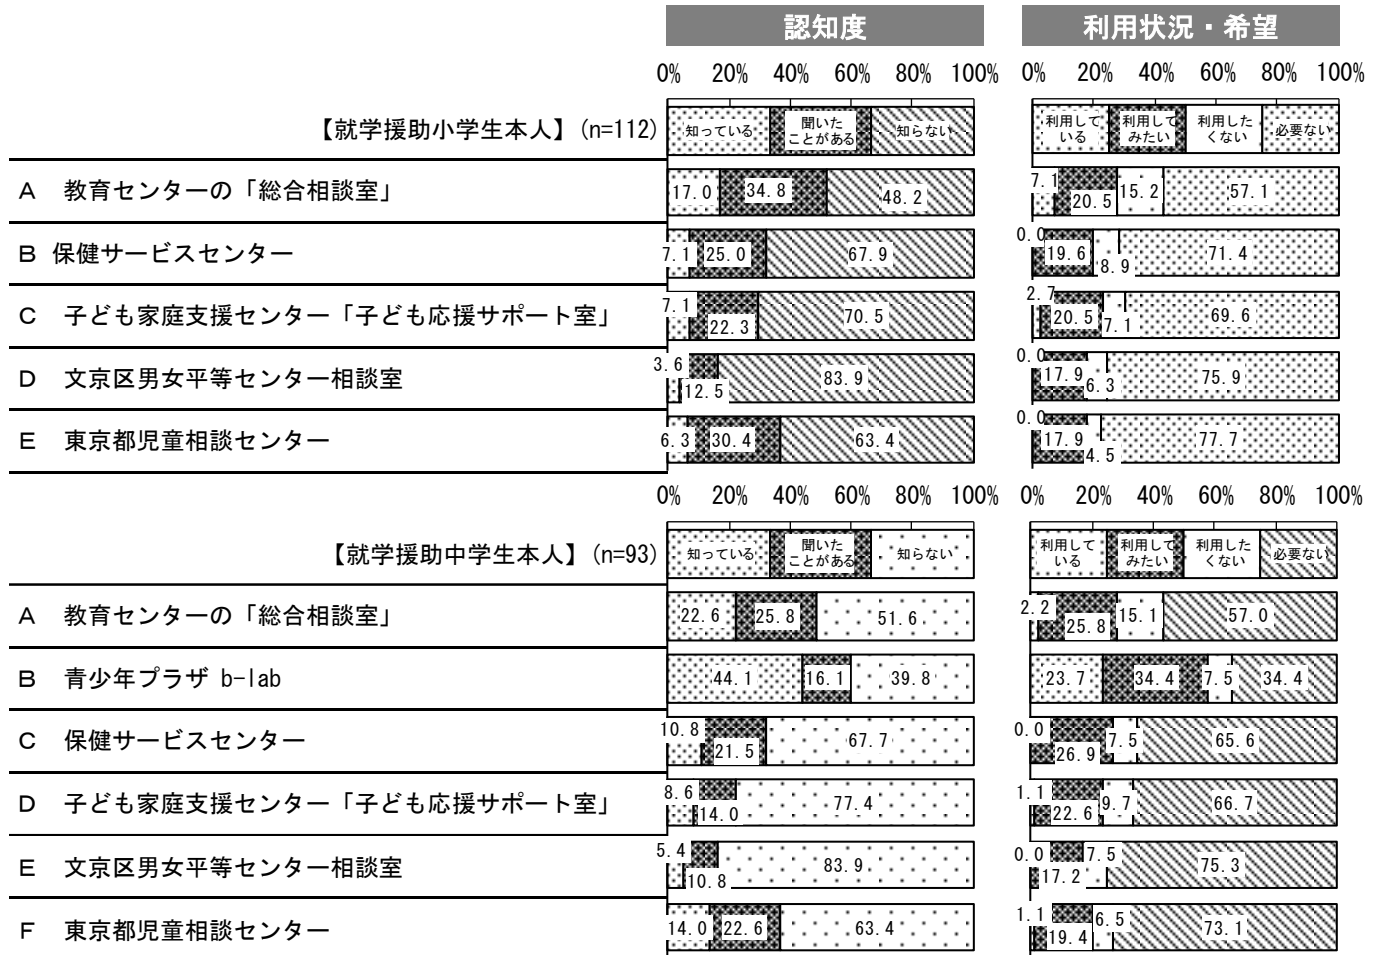 認知度 利用状況・希望
0% 20% 40% 60% 80% 100% 0% 20% 40% 60% 80% 100%
【就学援助小学生本人】(n=112) 知っている 聞いたことがある 知らない 利用している 利用してみたい 利用したくない 必要ない
A 教育センターの「総合相談室」 17.0 34.8 48.2 7.1 20.5 15.2 57.1
B 保健サービスセンター 7.1 25.0 67.9 0.0 19.6 8.9 71.4
C 子ども家庭支援センター「子ども応援サポート室」 7.1 22.3 70.5 2.7 20.5 7.1 69.6
D 文京区男女平等センター相談室 3.6 12.5 83.9 0.0 17.9 6.3 75.9
E 東京都児童相談センター 6.3 30.4 63.4 0.0 17.9 4.5 77.7
0% 20% 40% 60% 80% 100% 0% 20% 40% 60% 80% 100%
【就学援助中学生本人】(n=93) 知っている 聞いたことがある 知らない 利用している 利用してみたい 利用したくない 必要ない
A 教育センターの「総合相談室」 22.6 25.8 51.6 2.2 25.8 15.1 57.0
B 青少年プラザ b-lab 44.1 16.1 39.8 23.7 34.4 7.5 34.4
C 保健サービスセンター 10.8 21.5 67.7 0.0 26.9 7.5 65.6
D 子ども家庭支援センター「子ども応援サポート室」 8.6 14.0 77.4 1.1 22.6 9.7 66.7
E 文京区男女平等センター相談室 5.4 10.8 83.9 0.0 17.2 7.5 75.3
F 東京都児童相談センター 14.0 22.6 63.4 1.1 19.4 6.5 73.1